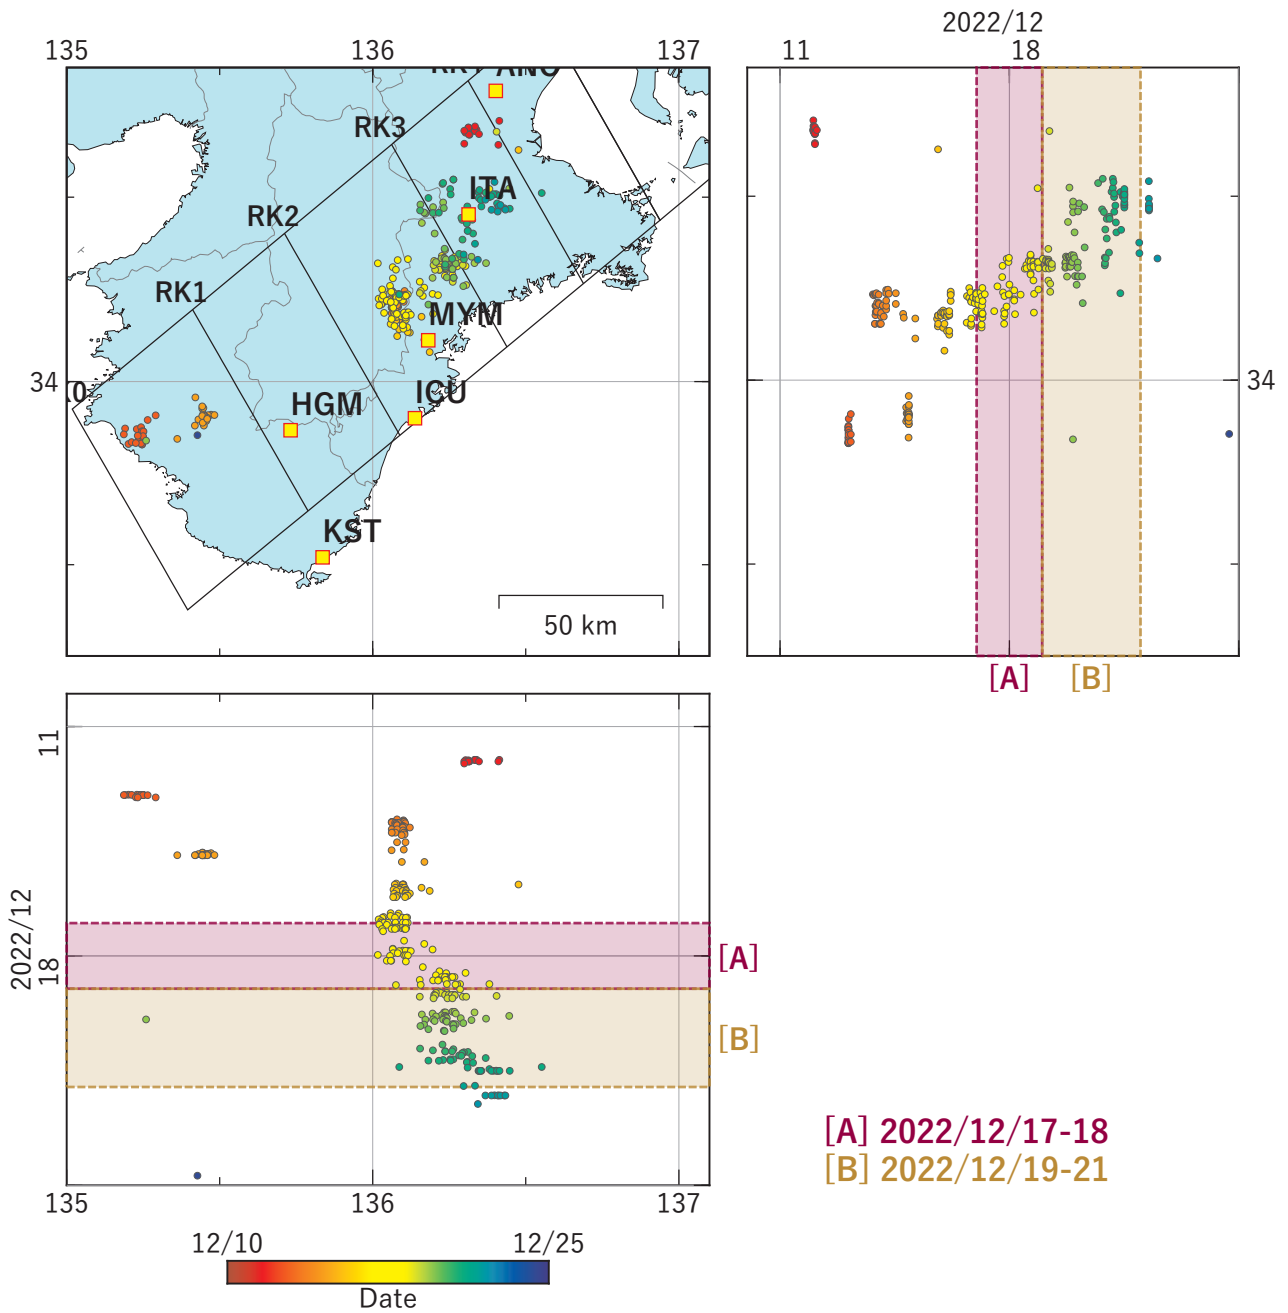 2022/12
135 136 137 11 18
ANO
RK3
ITA
RK2
RK1
MYM
34 34
HGM ICU
KST
50 km
[A] [B]
11
2022/12
18
[A]
[B]
[A] 2022/12/17-18
[B] 2022/12/19-21
135 136 137
12/10 12/25
Date